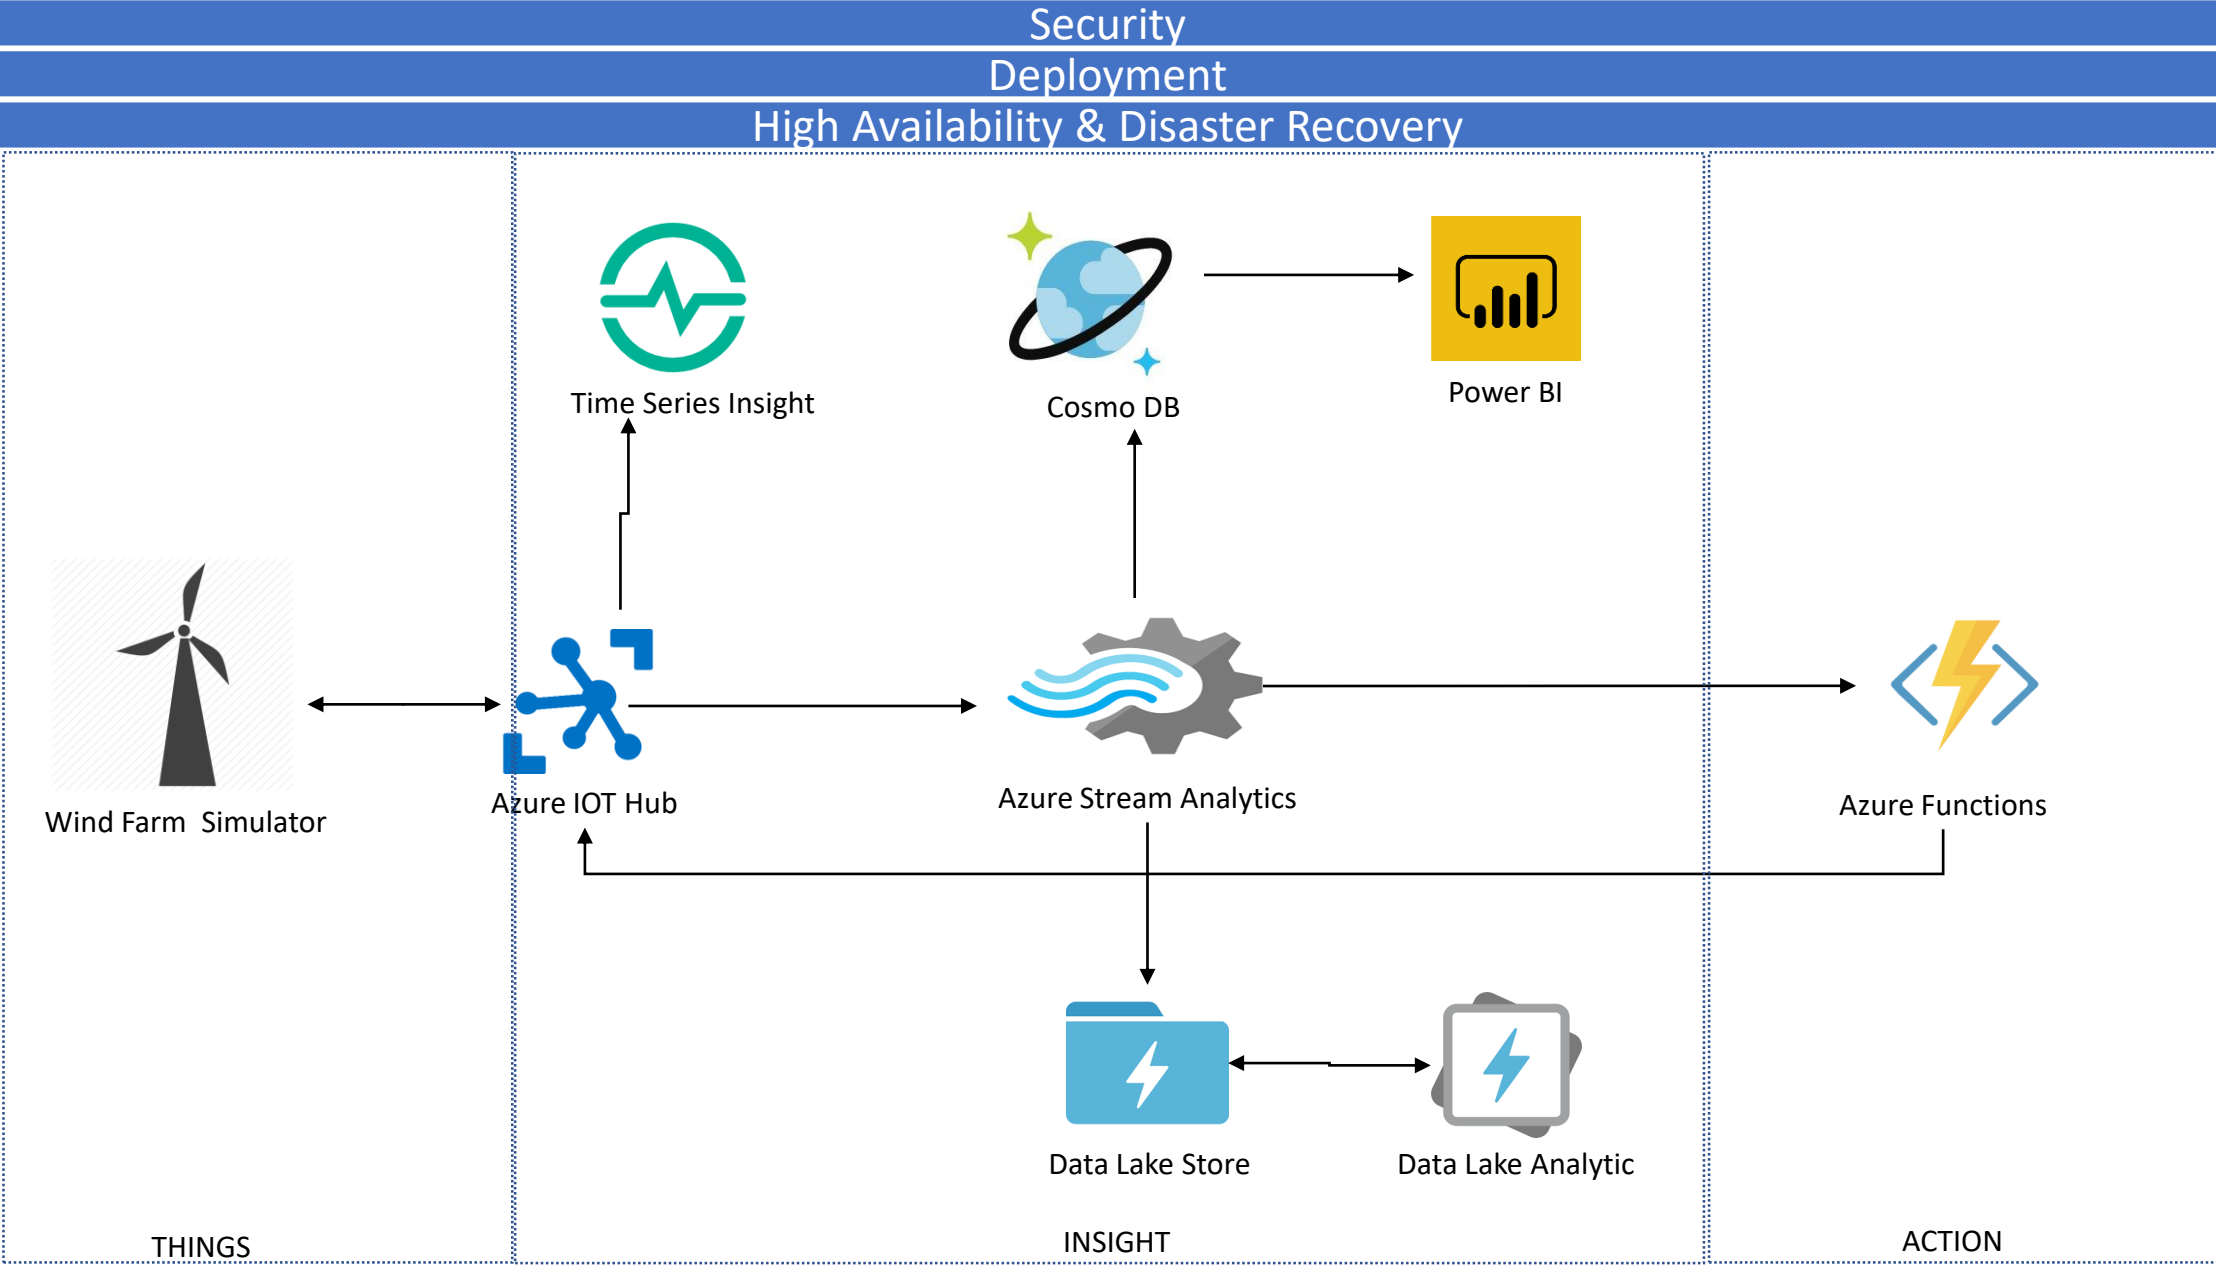 Security
Deployment
High Availability & Disaster Recovery
Time Series Insight
Cosmo DB
Power BI
Wind Farm  Simulator
Azure IOT Hub
Azure Stream Analytics
Azure Functions
Data Lake Store
Data Lake Analytic
THINGS
INSIGHT
ACTION